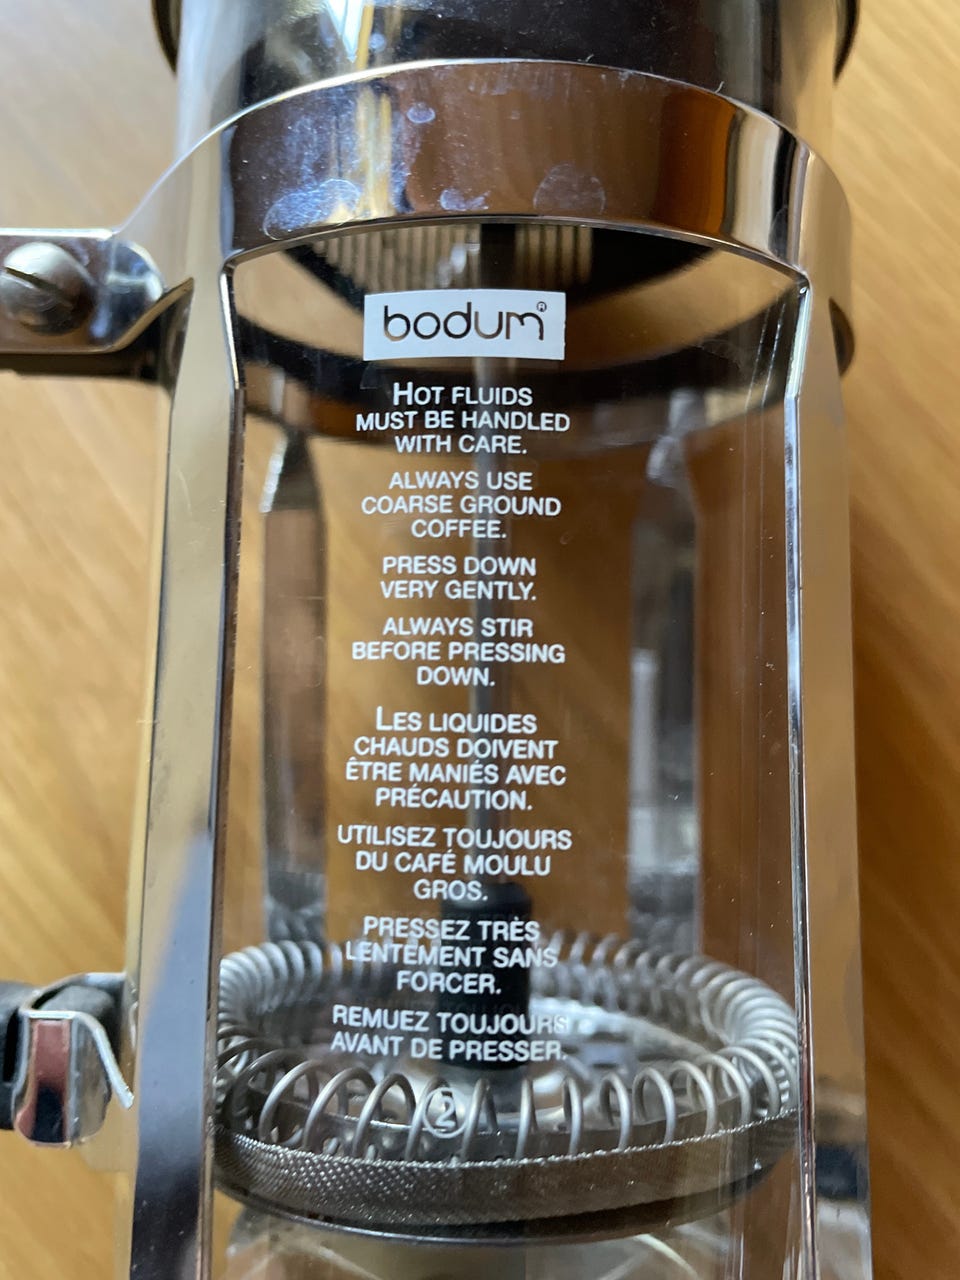 bodum®
HOT FLUIDS
MUST BE HANDLED
WITH CARE.
ALWAYS USE
COARSE GROUND
COFFEE.
PRESS DOWN
VERY GENTLY.
ALWAYS STIR
BEFORE PRESSING
DOWN.
LES LIQUIDES
CHAUDS DOIVENT
ÊTRE MANIÉS AVEC
PRÉCAUTION.
UTILISEZ TOUJOURS
DU CAFÉ MOULU
GROS.
PRESSEZ TRÈS
LENTEMENT SANS
FORCER.
REMUEZ TOUJOURS
AVANT DE PRESSER.
2